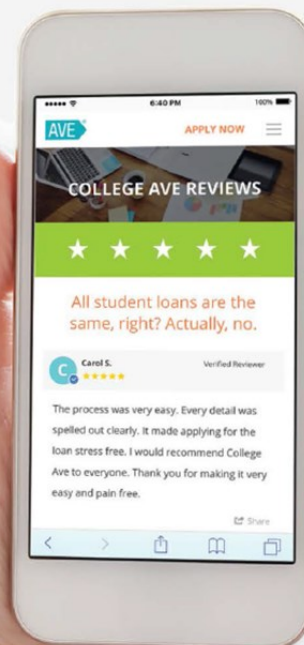 6:40 PM
100%
AVE
APPLY NOW
COLLEGE AVE REVIEWS
All student loans are the
same, right? Actually, no.
C
Carol S.
Verified Reviewer
The process was very easy. Every detail was
spelled out clearly. It made applying for the
loan stress free. I would recommend College
Ave to everyone. Thank you for making it very
easy and pain free.
Share